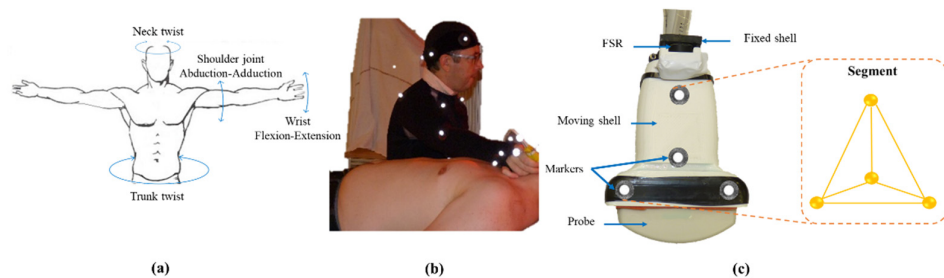 Neck twist
Shoulder joint
Abduction-Adduction
Wrist
Flexion-Extension
Trunk twist
(a)
(b)
FSR
Fixed shell
Moving shell
Markers
Probe
Segment
(c)